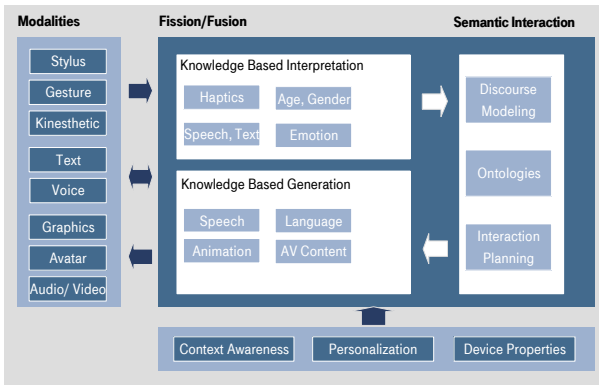 Modalities
Fission/Fusion
Semantic Interaction
Stylus
Gesture
Kinesthetic
Text
Voice
Graphics
Avatar
Audio/ Video
Knowledge Based Interpretation
Haptics
Age, Gender
Speech, Text
Emotion
Knowledge Based Generation
Speech
Language
Animation
AV Content
Discourse
Modeling
Ontologies
Interaction
Planning
Context Awareness
Personalization
Device Properties